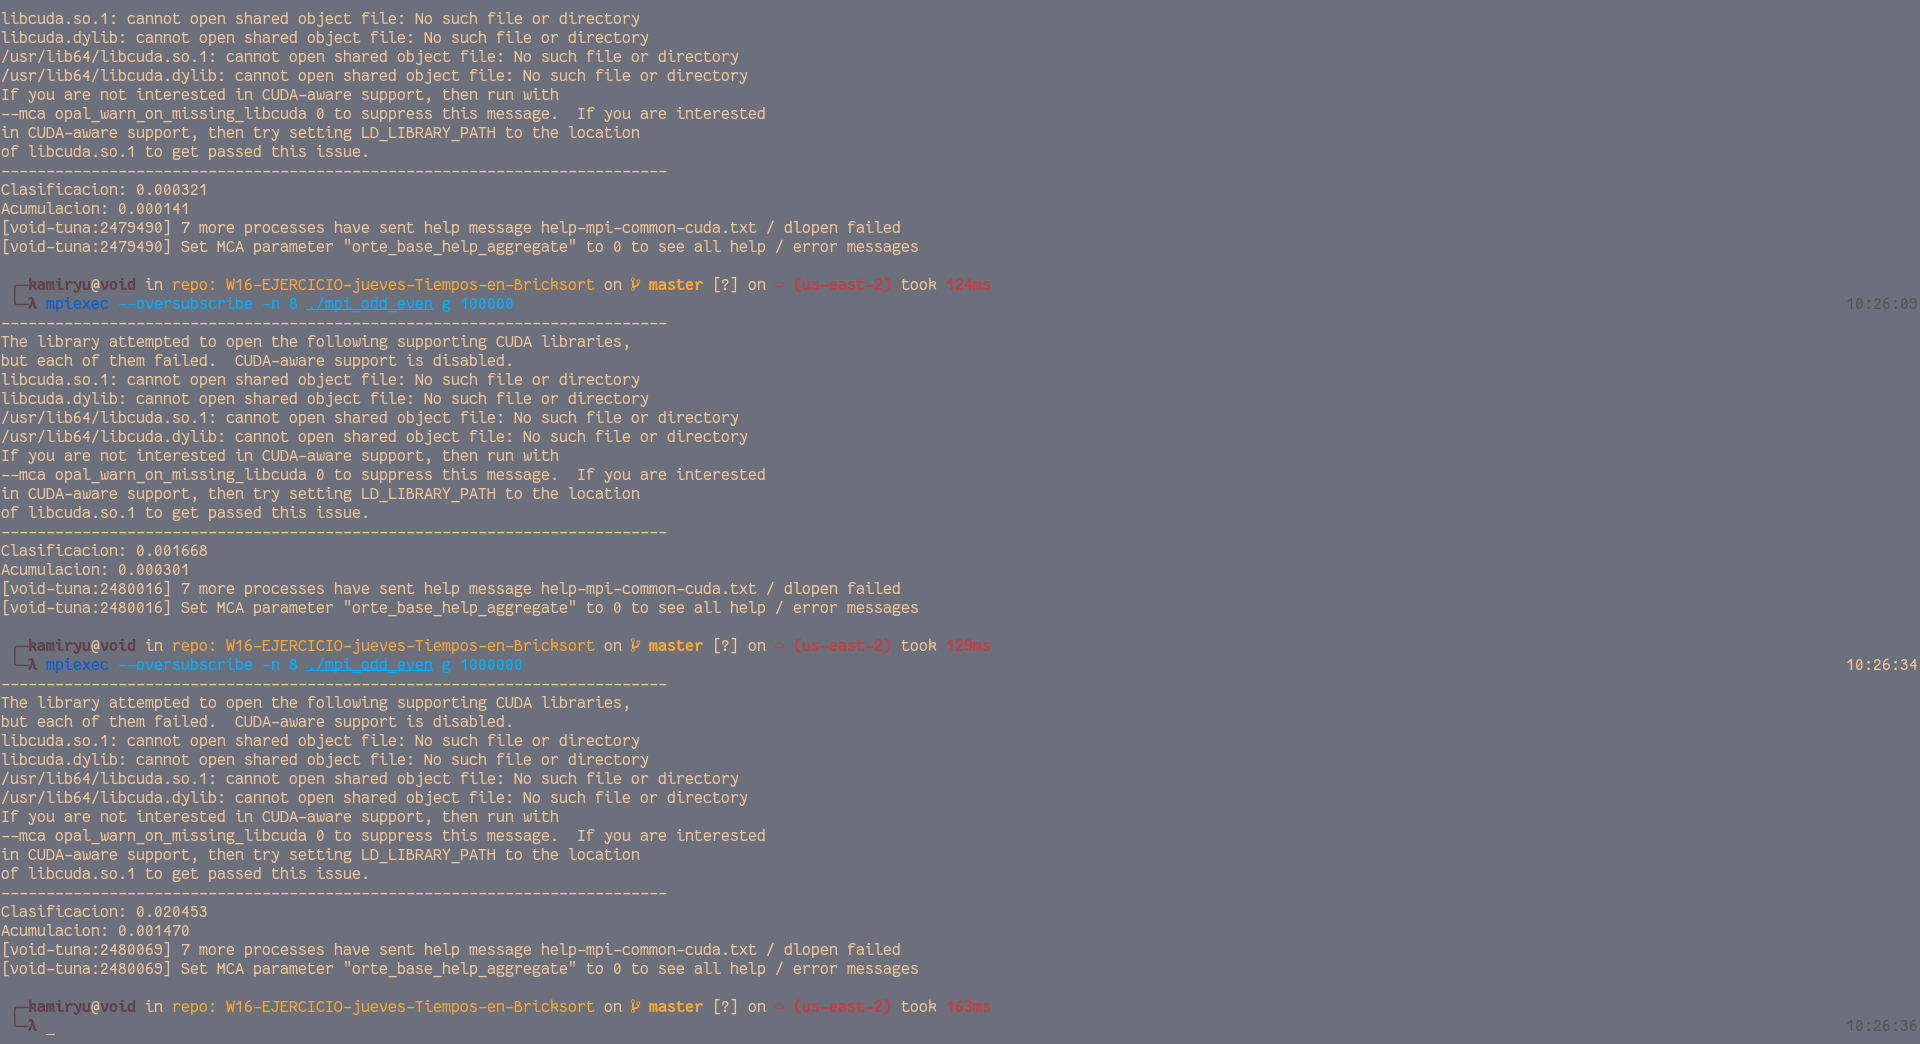 libcuda.so.1: cannot open shared object file: No such file or directory
libcuda.dylib: cannot open shared object file: No such file or directory
/usr/lib64/libcuda.so.1: cannot open shared object file: No such file or directory
/usr/lib64/libcuda.dylib: cannot open shared object file: No such file or directory
If you are not interested in CUDA-aware support, then run with
--mca opal_warn_on_missing_libcuda 0 to suppress this message.  If you are interested
in CUDA-aware support, then try setting LD_LIBRARY_PATH to the location
of libcuda.so.1 to get passed this issue.
--------------------------------------------------------------------------
Clasificacion: 0.000321
Acumulacion: 0.000141
[void-tuna:2479490] 7 more processes have sent help message help-mpi-common-cuda.txt / dlopen failed
[void-tuna:2479490] Set MCA parameter "orte_base_help_aggregate" to 0 to see all help / error messages
kamiryu@void in repo: W16-EJERCICIO-jueves-Tiempos-en-Bricksort on master [?] on (us-east-2) took 124ms
λ mpiexec --oversubscribe -n 8 ./mpi_odd_even g 100000 10:26:09
--------------------------------------------------------------------------
The library attempted to open the following supporting CUDA libraries,
but each of them failed.  CUDA-aware support is disabled.
libcuda.so.1: cannot open shared object file: No such file or directory
libcuda.dylib: cannot open shared object file: No such file or directory
/usr/lib64/libcuda.so.1: cannot open shared object file: No such file or directory
/usr/lib64/libcuda.dylib: cannot open shared object file: No such file or directory
If you are not interested in CUDA-aware support, then run with
--mca opal_warn_on_missing_libcuda 0 to suppress this message.  If you are interested
in CUDA-aware support, then try setting LD_LIBRARY_PATH to the location
of libcuda.so.1 to get passed this issue.
--------------------------------------------------------------------------
Clasificacion: 0.001668
Acumulacion: 0.000301
[void-tuna:2480016] 7 more processes have sent help message help-mpi-common-cuda.txt / dlopen failed
[void-tuna:2480016] Set MCA parameter "orte_base_help_aggregate" to 0 to see all help / error messages
kamiryu@void in repo: W16-EJERCICIO-jueves-Tiempos-en-Bricksort on master [?] on (us-east-2) took 129ms
λ mpiexec --oversubscribe -n 8 ./mpi_odd_even g 1000000 10:26:34
--------------------------------------------------------------------------
The library attempted to open the following supporting CUDA libraries,
but each of them failed.  CUDA-aware support is disabled.
libcuda.so.1: cannot open shared object file: No such file or directory
libcuda.dylib: cannot open shared object file: No such file or directory
/usr/lib64/libcuda.so.1: cannot open shared object file: No such file or directory
/usr/lib64/libcuda.dylib: cannot open shared object file: No such file or directory
If you are not interested in CUDA-aware support, then run with
--mca opal_warn_on_missing_libcuda 0 to suppress this message.  If you are interested
in CUDA-aware support, then try setting LD_LIBRARY_PATH to the location
of libcuda.so.1 to get passed this issue.
--------------------------------------------------------------------------
Clasificacion: 0.020453
Acumulacion: 0.001470
[void-tuna:2480069] 7 more processes have sent help message help-mpi-common-cuda.txt / dlopen failed
[void-tuna:2480069] Set MCA parameter "orte_base_help_aggregate" to 0 to see all help / error messages
kamiryu@void in repo: W16-EJERCICIO-jueves-Tiempos-en-Bricksort on master [?] on (us-east-2) took 163ms
λ _ 10:26:36